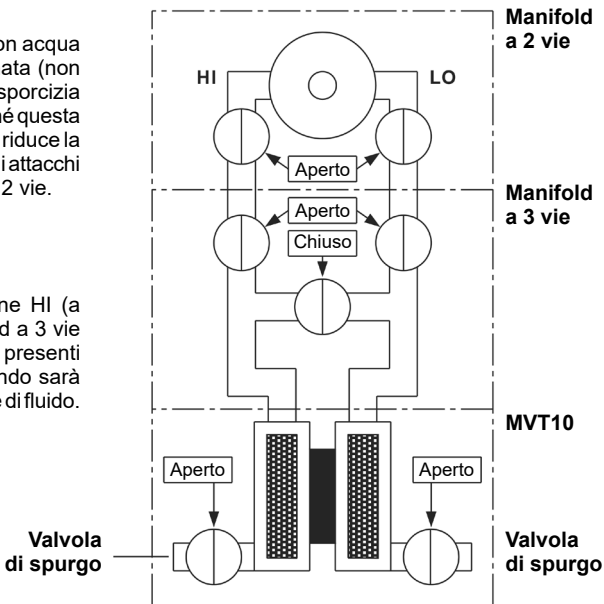 on acqua
ata (non
sporcizia
né questa
riduce la
i attacchi
2 vie.
ne HI (a
d a 3 vie
presenti
ndo sarà
e di fluido.
Manifold
a 2 vie
HI
LO
Aperto
Manifold
a 3 vie
Aperto
Chiuso
MVT10
Aperto
Aperto
Valvola
di spurgo
Valvola
di spurgo